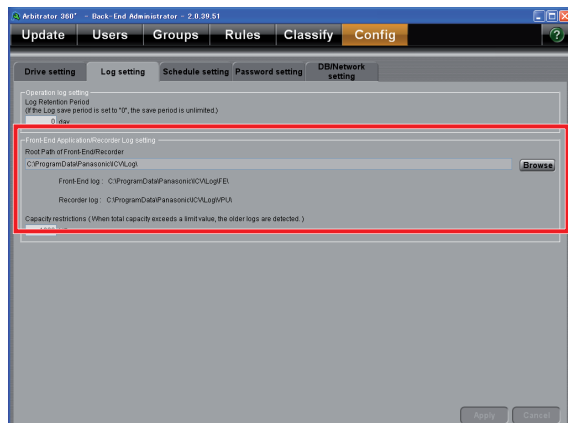 Arbitrator 360° - Back-End Administrator - 2.0.39.51
Update Users Groups Rules Classify Config ?
Drive setting Log setting Schedule setting Password setting DB/Network setting
Operation log setting
Log Retention Period
(If the Log save period is set to "0", the save period is unlimited.)
0 day
Front-End Application/Recorder Log setting
Root Path of Front-End/Recorder
C:\ProgramData\Panasonic\ICV\Log\
Browse
Front-End log : C:\ProgramData\Panasonic\ICV\Log\FE\
Recorder log : C:\ProgramData\Panasonic\ICV\Log\VPU\
Capacity restrictions ( When total capacity exceeds a limit value, the older logs are detected. )
Apply Cancel